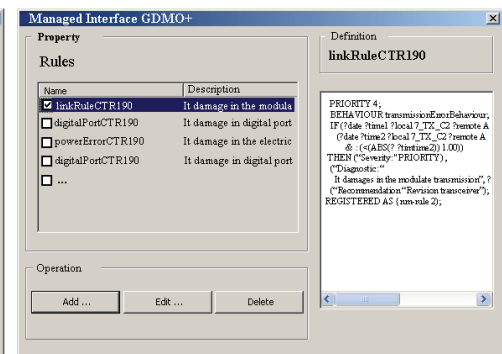 Managed Interface GDMO+
Property
Rules
Name Description
linkRuleCTR190 It damage in the modula
digitalPortCTR190 It damage in digital port
powerErrorCTR190 It damage in the electric
digitalPortCTR190 It damage in digital port
...
Operation
Add ... Edit ... Delete
Definition
linkRuleCTR190
PRIORITY 4;
BEHAVIOUR transmissionErrorBehaviour;
IF(?date ?time1 ?local 7_TX_C2 ?remote A
(?date ?time2 ?local 7_TX_C2 ?remote A
& : (<(ABS(? ?timtime2)) 1.00))
THEN ("Severity:" PRIORITY),
("Diagnostic:"
It damages in the modulate transmission", ?
("Recommendation" "Revision transceiver");
REGISTERED AS {nm-rule 2);